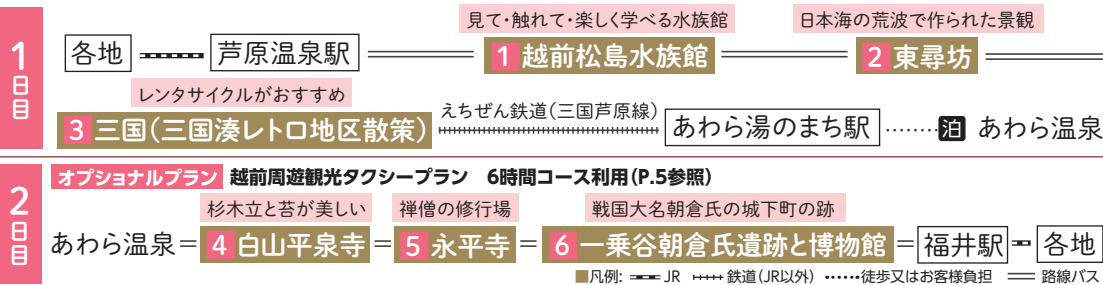 1日目
見て・触れて・楽しく学べる水族館
日本海の荒波で作られた景観
各地 芦原温泉駅 1 越前松島水族館 2 東尋坊
レンタサイクルがおすすめ
えちぜん鉄道(三国芦原線)
3 三国(三国湊レトロ地区散策) あわら湯のまち駅 泊 あわら温泉
2日目
オプショナルプラン 越前周遊観光タクシープラン 6時間コース利用(P.5参照)
杉木立と苔が美しい 禅僧の修行場 戦国大名朝倉氏の城下町の跡
あわら温泉 4 白山平泉寺 5 永平寺 6 一乗谷朝倉氏遺跡と博物館 福井駅 各地
■凡例: JR 鉄道(JR以外) 徒歩又はお客様負担 路線バス